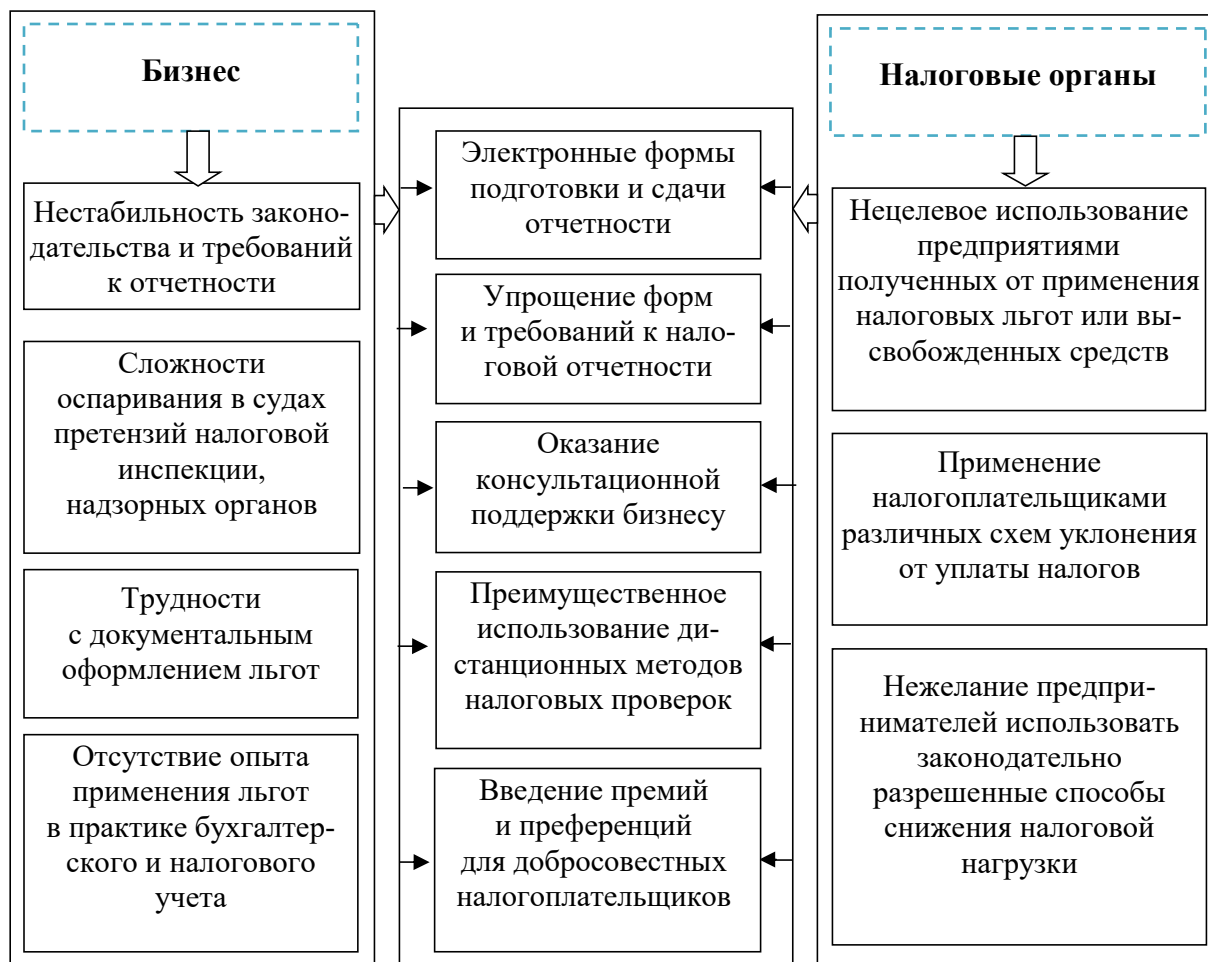 Бизнес
Нестабильность законо-
дательства и требований
к отчетности
Сложности
оспаривания в судах
претензий налоговой
инспекции,
надзорных органов
Трудности
с документальным
оформлением льгот
Отсутствие опыта
применения льгот
в практике бухгалтер-
ского и налогового
учета
Электронные формы
подготовки и сдачи
отчетности
Упрощение форм
и требований к нало-
говой отчетности
Оказание
консультационной
поддержки бизнесу
Преимущественное
использование ди-
станционных методов
налоговых проверок
Введение премий
и преференций
для добросовестных
налогоплательщиков
Налоговые органы
Нецелевое использование
предприятиями
полученных от применения
налоговых льгот или вы-
свобожденных средств
Применение
налогоплательщиками
различных схем уклонения
от уплаты налогов
Нежелание предпри-
нимателей использовать
законодательно
разрешенные способы
снижения налоговой
нагрузки